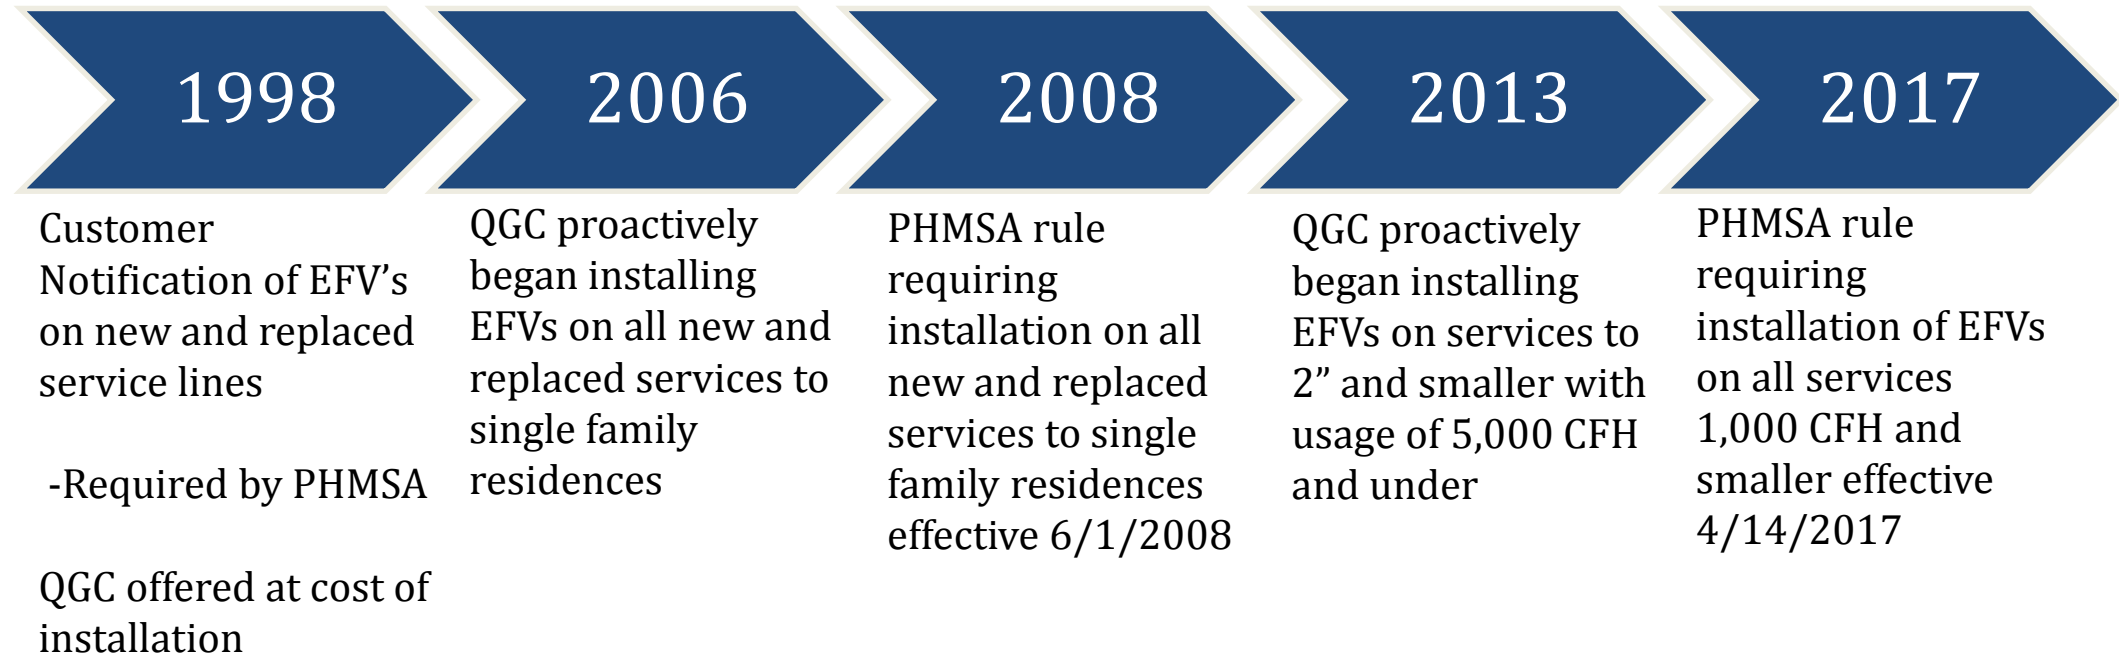 1998
Customer
Notification of EFV’s
on new and replaced
service lines
-Required by PHMSA
QGC offered at cost of
installation
2006
QGC proactively
began installing
EFVs on all new and
replaced services to
single family
residences
2008
PHMSA rule
requiring
installation on all
new and replaced
services to single
family residences
effective 6/1/2008
2013
QGC proactively
began installing
EFVs on services to
2” and smaller with
usage of 5,000 CFH
and under
2017
PHMSA rule
requiring
installation of EFVs
on all services
1,000 CFH and
smaller effective
4/14/2017